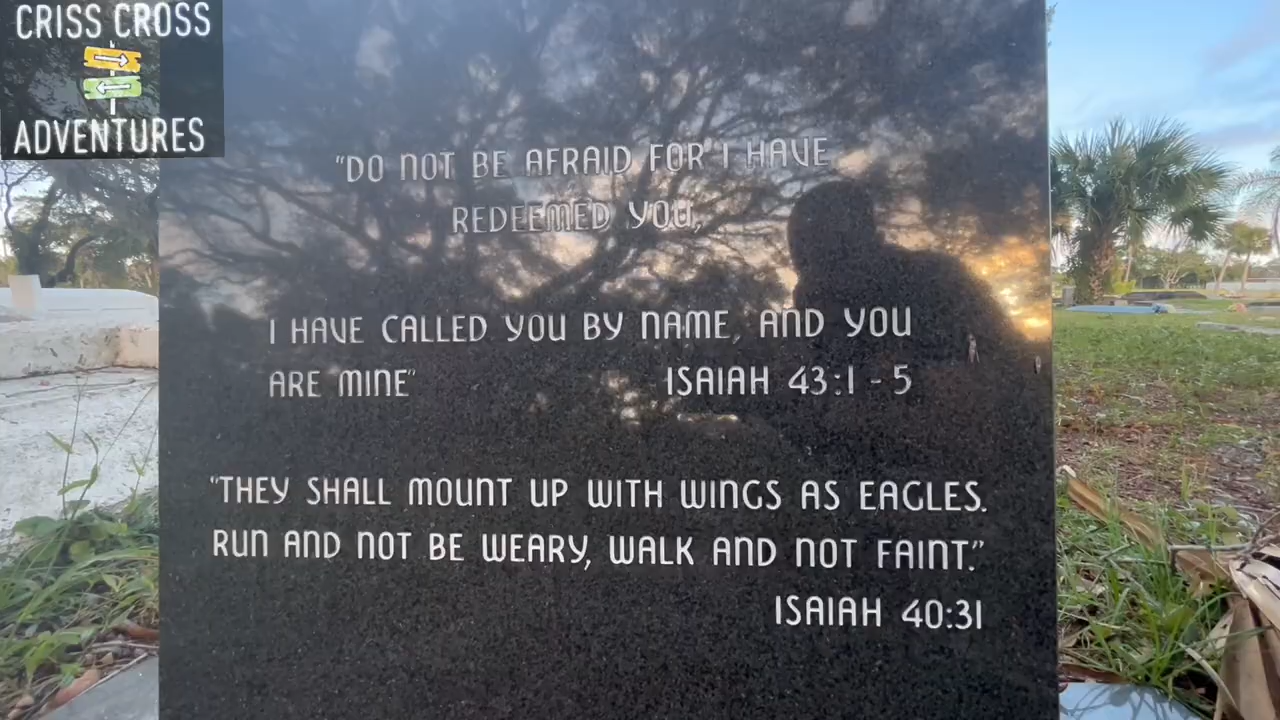 CRISS CROSS
ADVENTURES
"DO NOT BE AFRAID FOR I HAVE
REDEEMED YOU,
I HAVE CALLED YOU BY NAME, AND YOU
ARE MINE" ISAIAH 43:1 - 5
"THEY SHALL MOUNT UP WITH WINGS AS EAGLES.
RUN AND NOT BE WEARY, WALK AND NOT FAINT."
ISAIAH 40:31